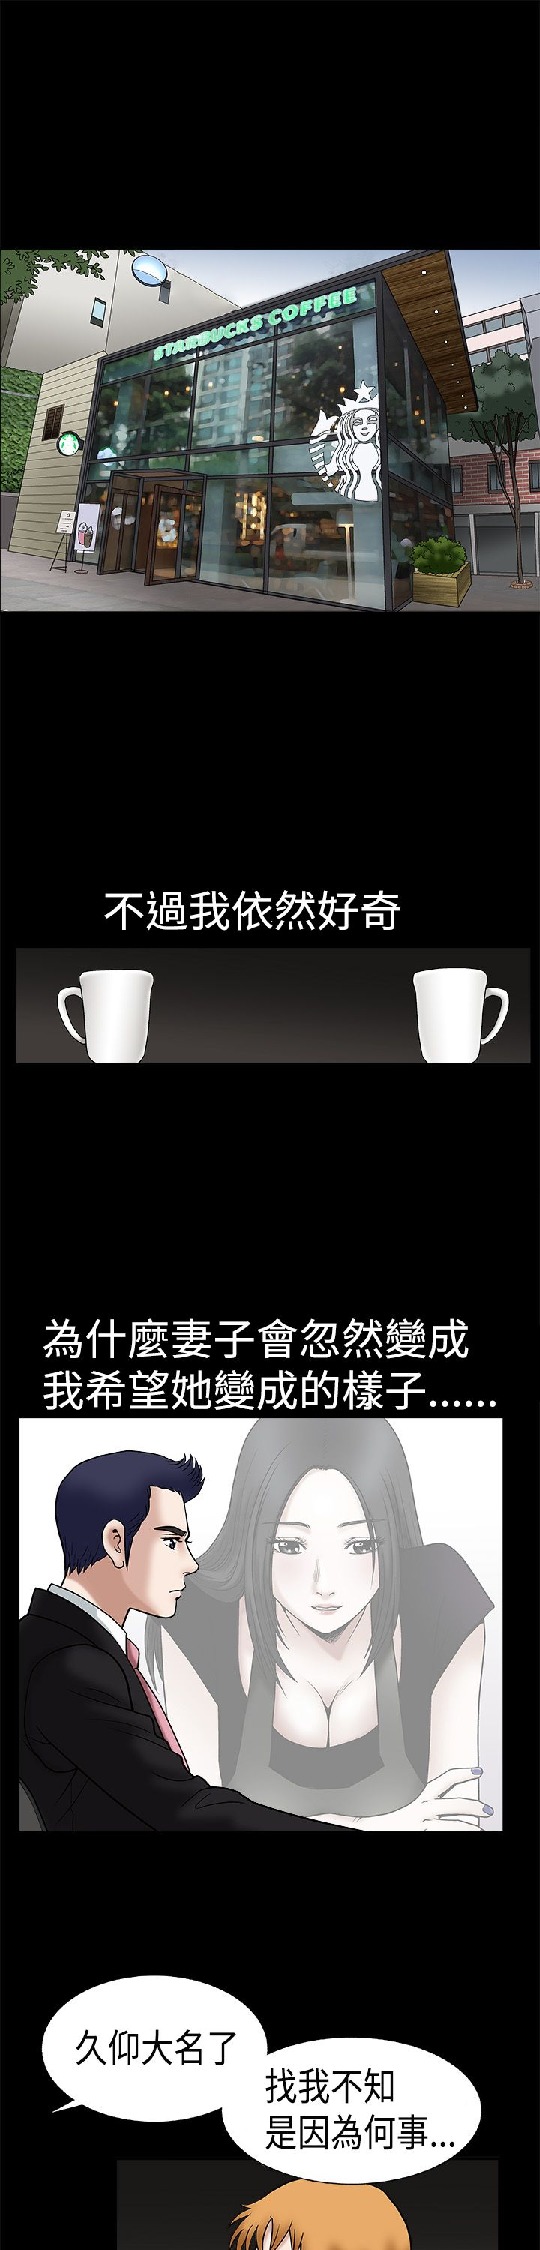 STARBUCKS COFFEE
不過我依然好奇
為什麼妻子會忽然變成
我希望她變成的樣子......
久仰大名了
找我不知
是因為何事...